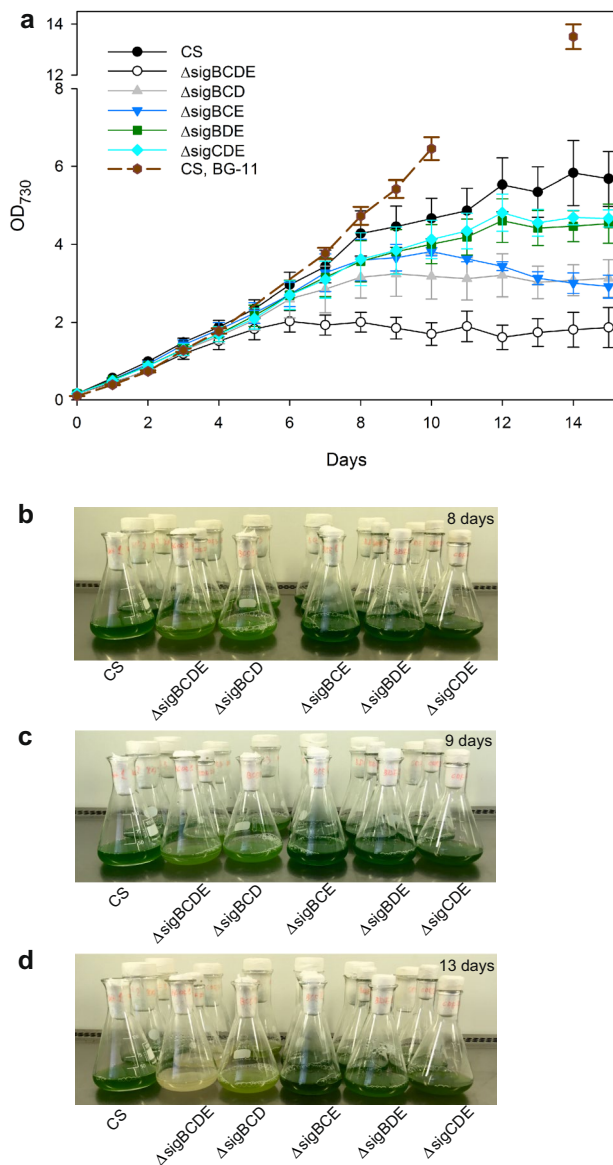 a
14
12
8
6
4
2
0
OD730
CS
ΔsigBCDE
ΔsigBCD
ΔsigBCE
ΔsigBDE
ΔsigCDE
CS, BG-11
0 2 4 6 8 10 12 14
Days
b
8 days
CS ΔsigBCDE ΔsigBCD ΔsigBCE ΔsigBDE ΔsigCDE
c
9 days
CS ΔsigBCDE ΔsigBCD ΔsigBCE ΔsigBDE ΔsigCDE
d
13 days
CS ΔsigBCDE ΔsigBCD ΔsigBCE ΔsigBDE ΔsigCDE